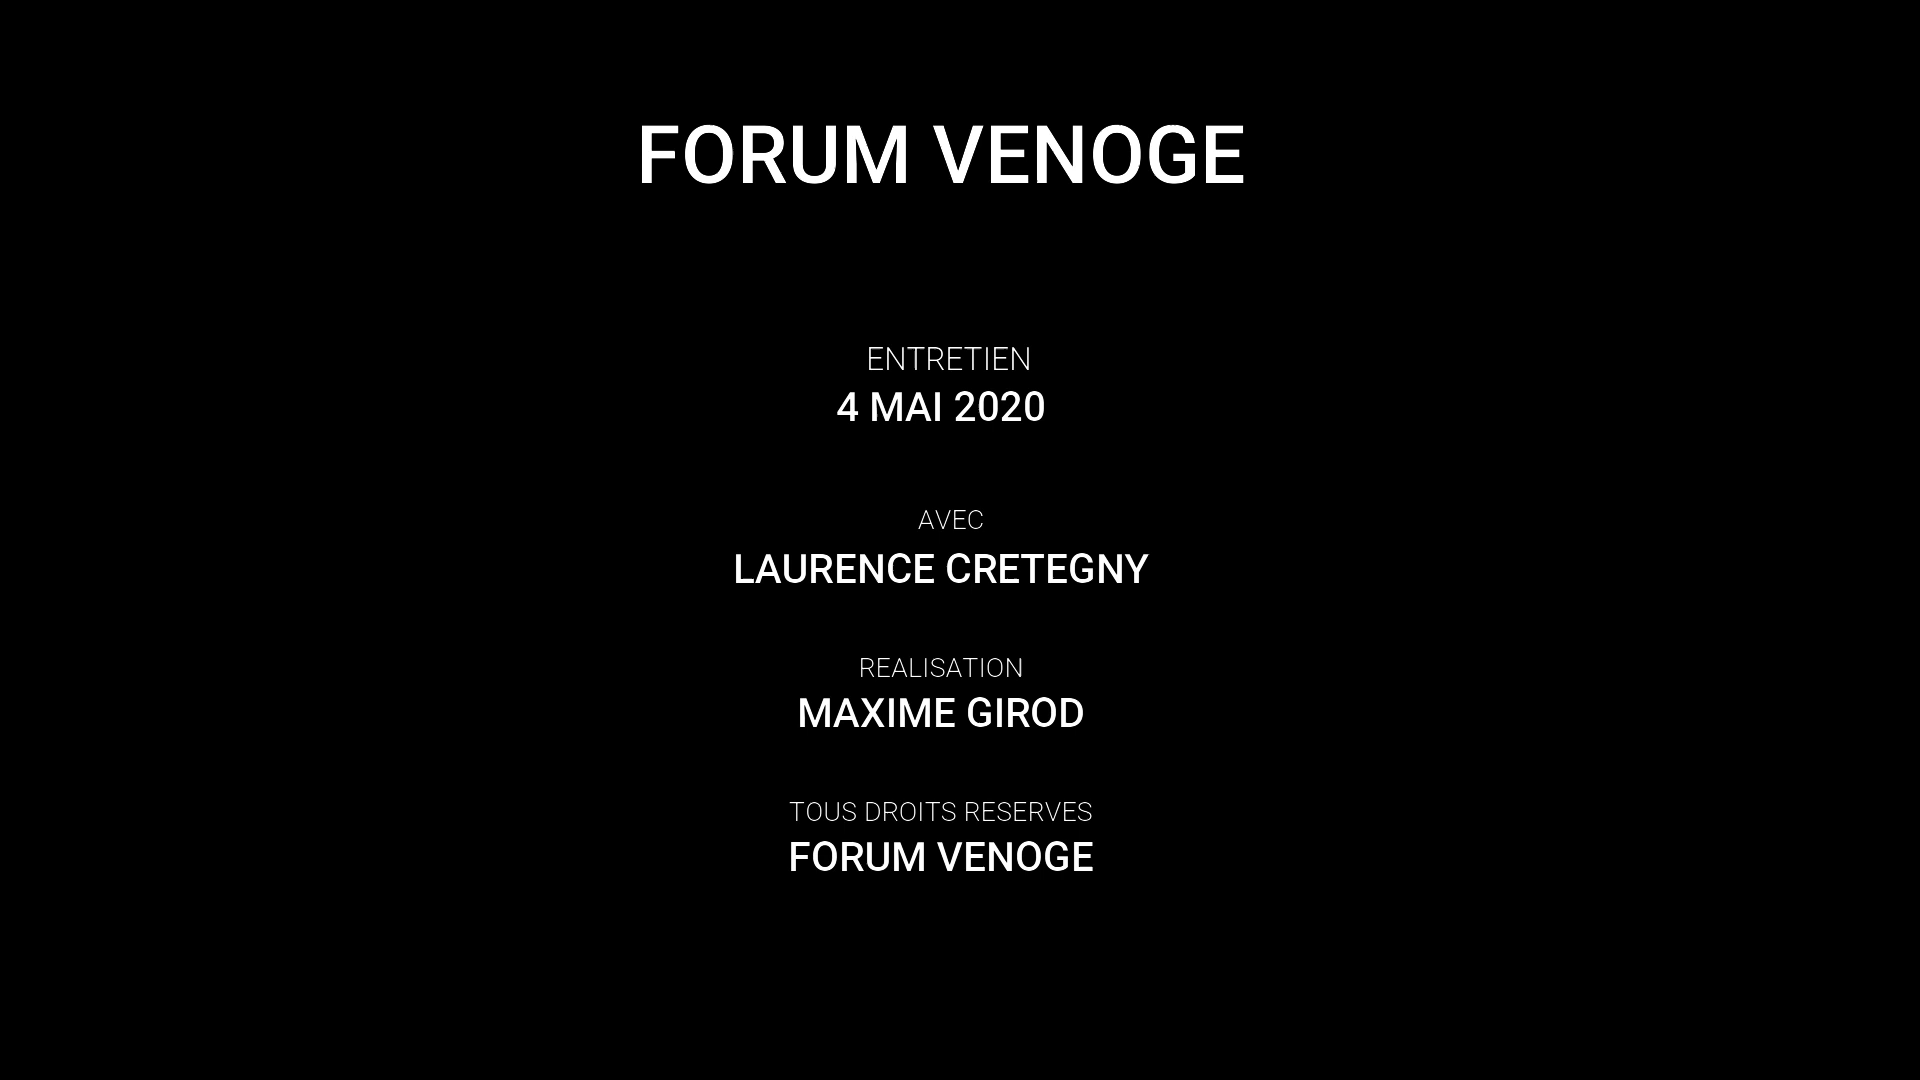 FORUM VENOGE
ENTRETIEN
4 MAI 2020
AVEC
LAURENCE CRETEGNY
REALISATION
MAXIME GIROD
TOUS DROITS RESERVES
FORUM VENOGE